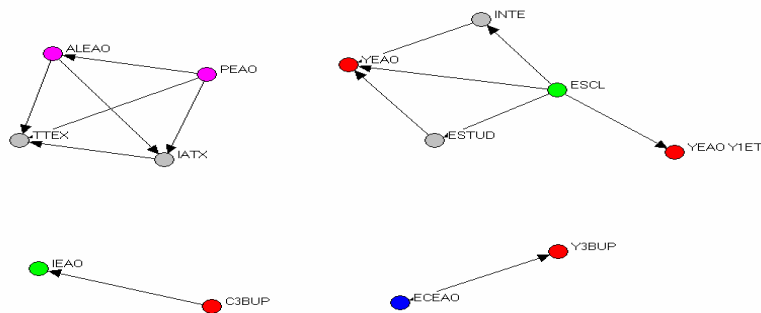 ALEAO
PEAO
TTEX
IATX
INTE
YEAO
ESCL
ESTUD
YEAO Y1ET
IEAO
C3BUP
Y3BUP
ECEAO